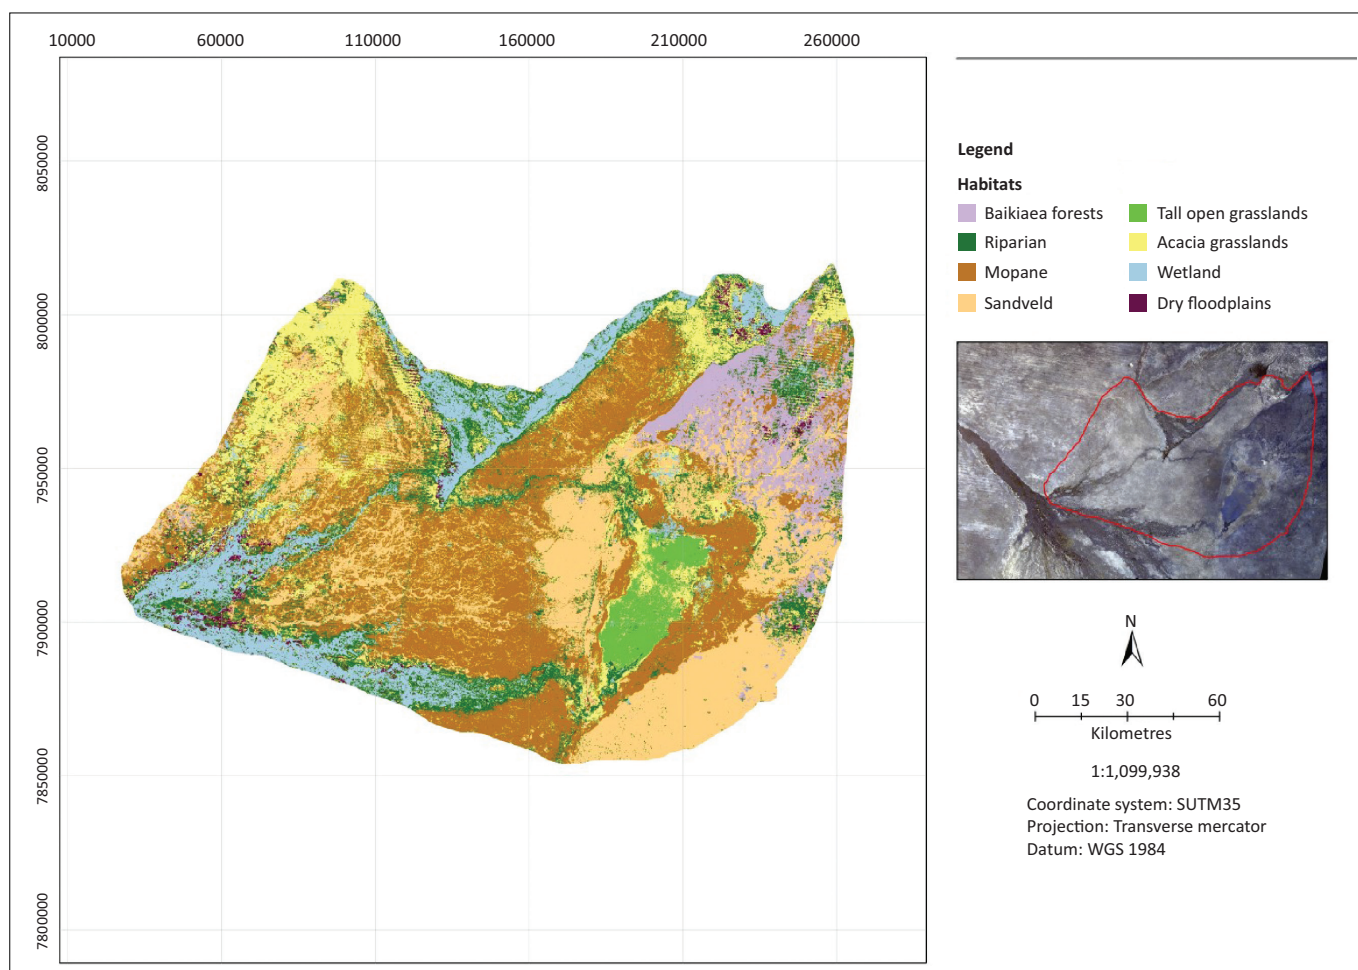 10000 60000 110000 160000 210000 260000
8050000
8000000
7950000
7900000
7850000
7800000
Legend
Habitats
Baikiaea forests
Riparian
Mopane
Sandveld
Tall open grasslands
Acacia grasslands
Wetland
Dry floodplains
N
0 15 30 60
Kilometres
1:1,099,938
Coordinate system: SUTM35
Projection: Transverse mercator
Datum: WGS 1984